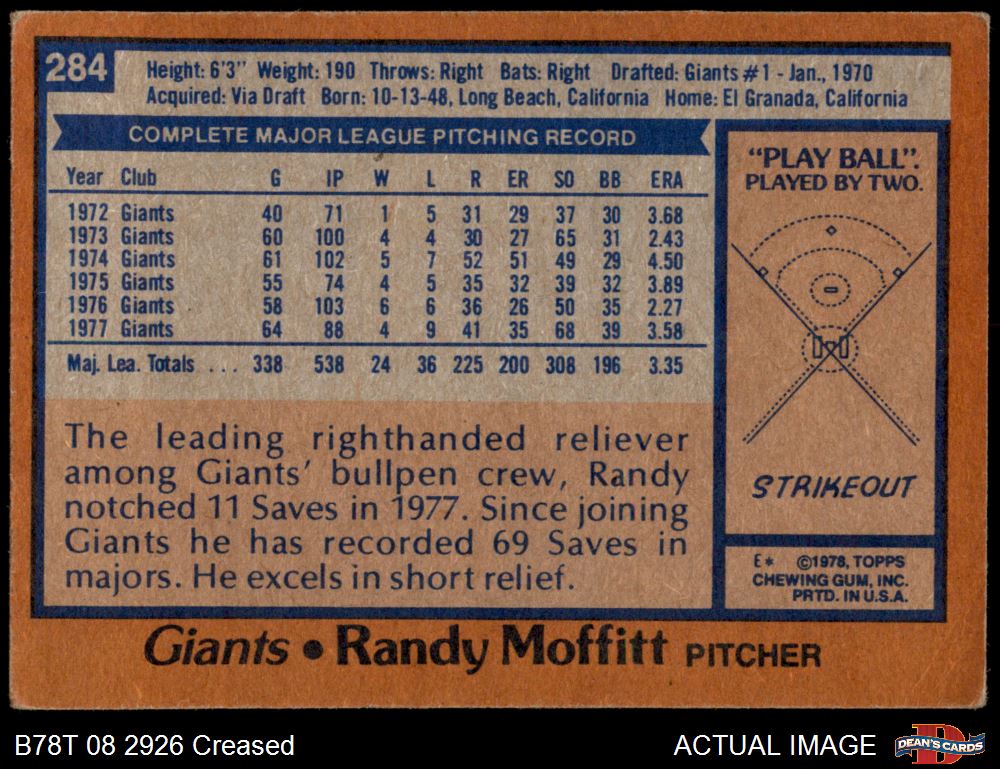 284
Height: 6'3" Weight: 190 Throws: Right Bats: Right Drafted: Giants #1 - Jan., 1970
Acquired: Via Draft Born: 10-13-48, Long Beach, California Home: El Granada, California
COMPLETE MAJOR LEAGUE PITCHING RECORD
Year Club G IP W L R ER SO BB ERA
1972 Giants 40 71 1 5 31 29 37 30 3.68
1973 Giants 60 100 4 4 30 27 65 31 2.43
1974 Giants 61 102 5 7 52 51 49 29 4.50
1975 Giants 55 74 4 5 35 32 39 32 3.89
1976 Giants 58 103 6 6 36 26 50 35 2.27
1977 Giants 64 88 4 9 41 35 68 39 3.58
Maj. Lea. Totals ... 338 538 24 36 225 200 308 196 3.35
The leading righthanded reliever
among Giants' bullpen crew, Randy
notched 11 Saves in 1977. Since joining
Giants he has recorded 69 Saves in
majors. He excels in short relief.
"PLAY BALL".
PLAYED BY TWO.
STRIKEOUT
E* ©1978, TOPPS
CHEWING GUM, INC.
PRTD. IN U.S.A.
Giants • Randy Moffitt PITCHER
B78T 08 2926 Creased
ACTUAL IMAGE
D
DEAN'S CARDS